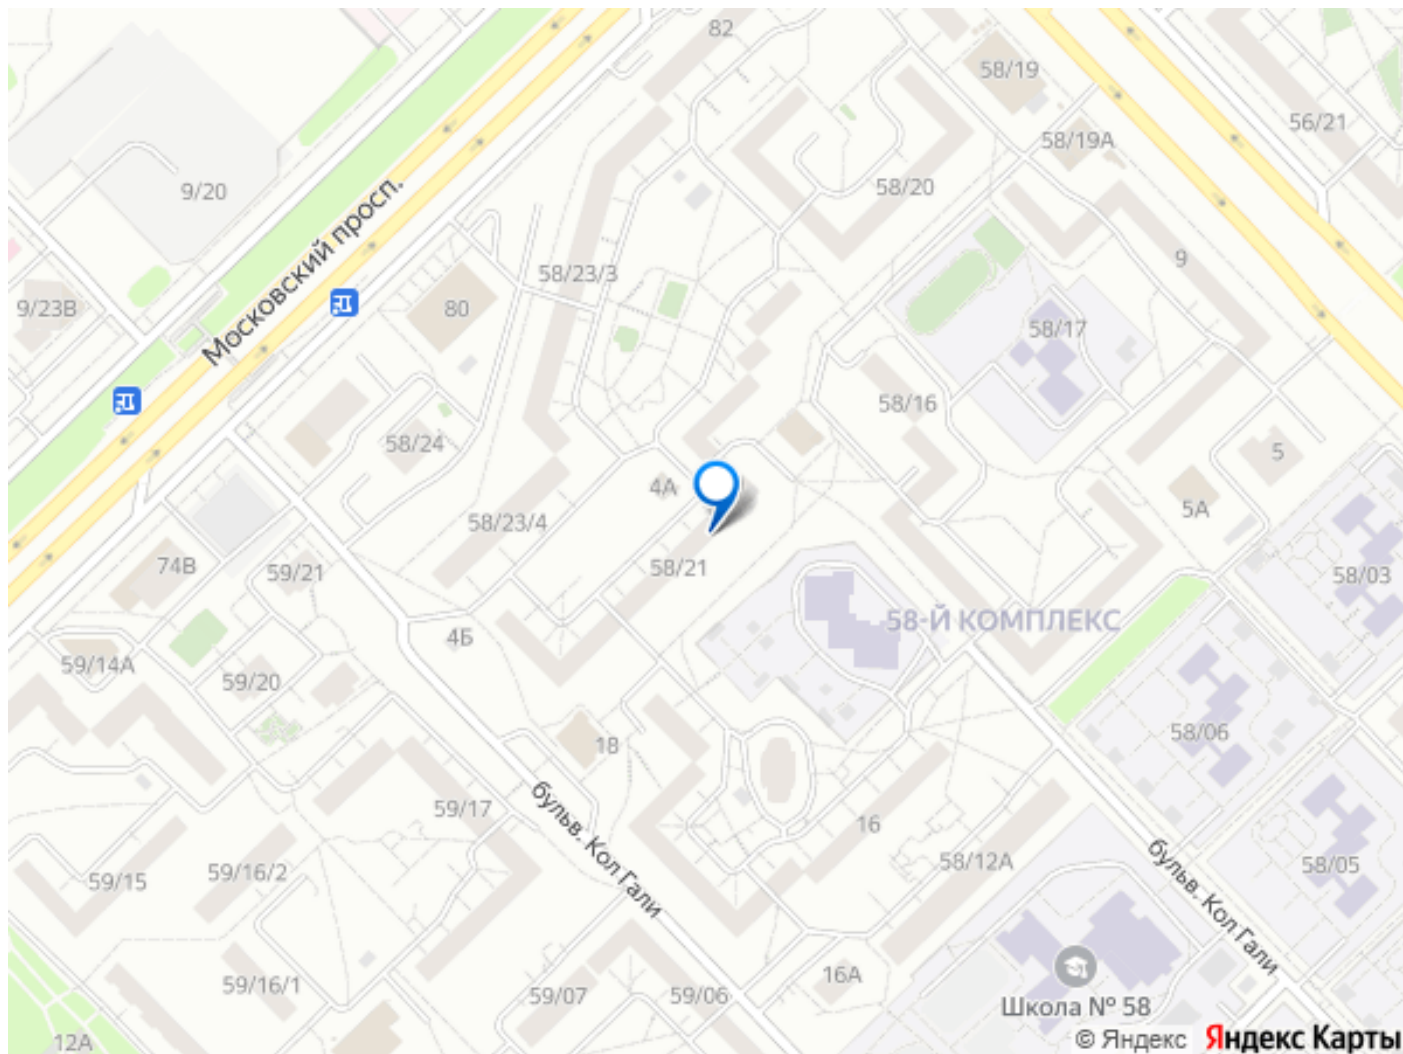 82
58/19
56/21
58/19А
9/20
58/20
Московский просп.
9
58/23/3
9/23В
80
58/17
58/16
58/24
5
4А
5А
58/23/4
74В
59/21
58/21
58/03
58-Й КОМПЛЕКС
4Б
59/14А
59/20
58/06
18
59/17
бульв. Кол Гали
16
58/12А
бульв. Кол Гали
58/05
59/16/2
59/15
59/16/1
59/07
59/06
16А
Школа № 58
12А
© Яндекс Яндекс Карты